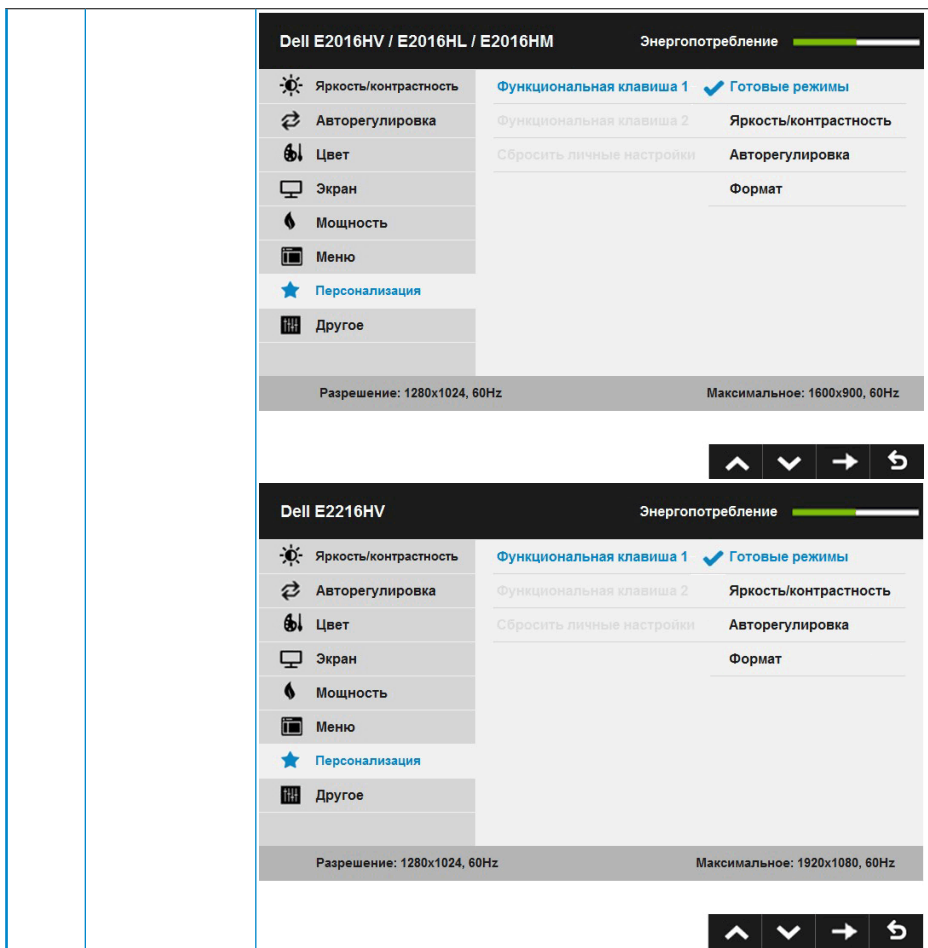 Dell E2016HV / E2016HL / E2016HM Энергопотребление
Яркость/контрастность Функциональная клавиша 1 Готовые режимы
Авторегулировка Функциональная клавиша 2 Яркость/контрастность
Цвет Сбросить личные настройки Авторегулировка
Экран Формат
Мощность
Меню
Персонализация
Другое
Разрешение: 1280x1024, 60Hz Максимальное: 1600x900, 60Hz
Dell E2216HV Энергопотребление
Яркость/контрастность Функциональная клавиша 1 Готовые режимы
Авторегулировка Функциональная клавиша 2 Яркость/контрастность
Цвет Сбросить личные настройки Авторегулировка
Экран Формат
Мощность
Меню
Персонализация
Другое
Разрешение: 1280x1024, 60Hz Максимальное: 1920x1080, 60Hz